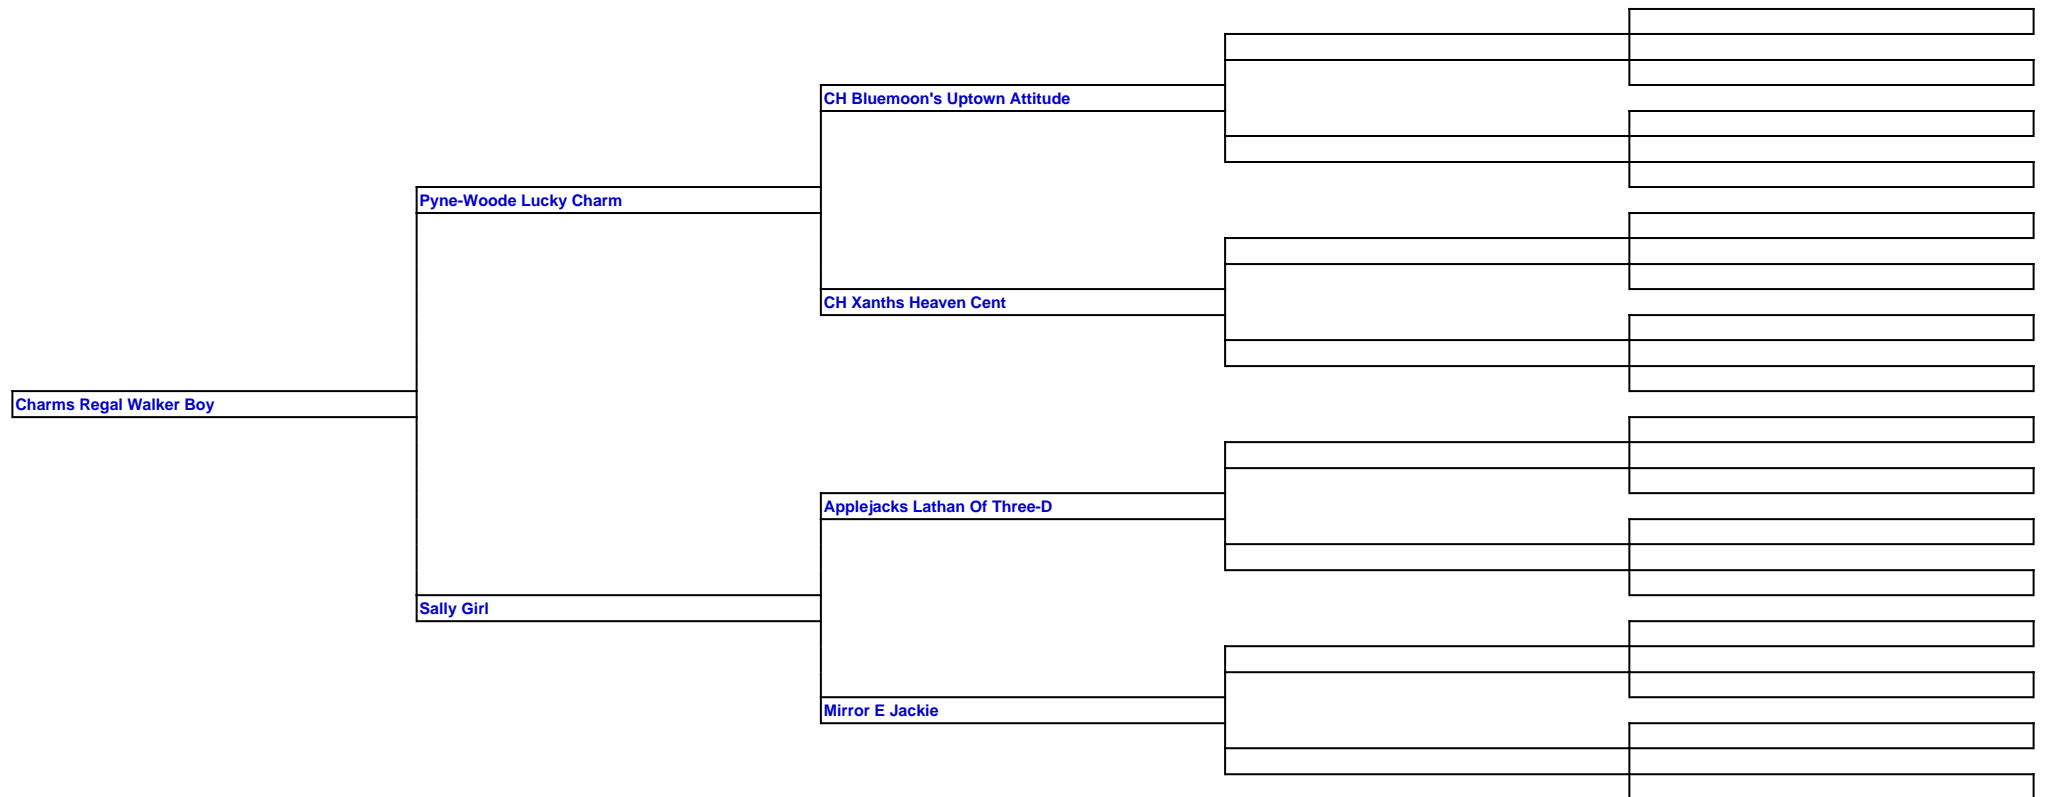 CH Bluemoon's Uptown Attitude
Pyne-Woode Lucky Charm
CH Xanths Heaven Cent
Charms Regal Walker Boy
Applejacks Lathan Of Three-D
Sally Girl
Mirror E Jackie